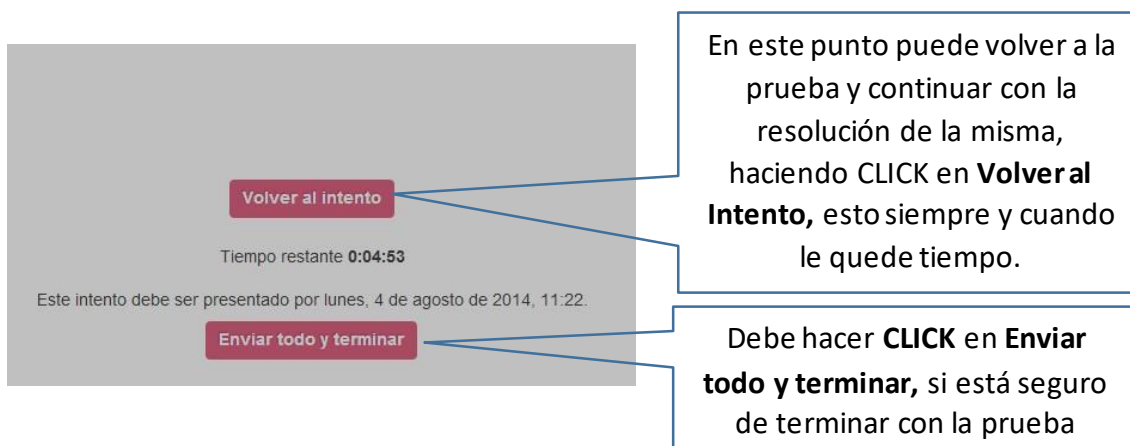 En este punto puede volver a la
prueba y continuar con la
resolución de la misma,
haciendo CLICK en Volver al
Intento, esto siempre y cuando
le quede tiempo.
Volver al intento
Tiempo restante 0:04:53
Este intento debe ser presentado por lunes, 4 de agosto de 2014, 11:22.
Enviar todo y terminar
Debe hacer CLICK en Enviar
todo y terminar, si está seguro
de terminar con la prueba